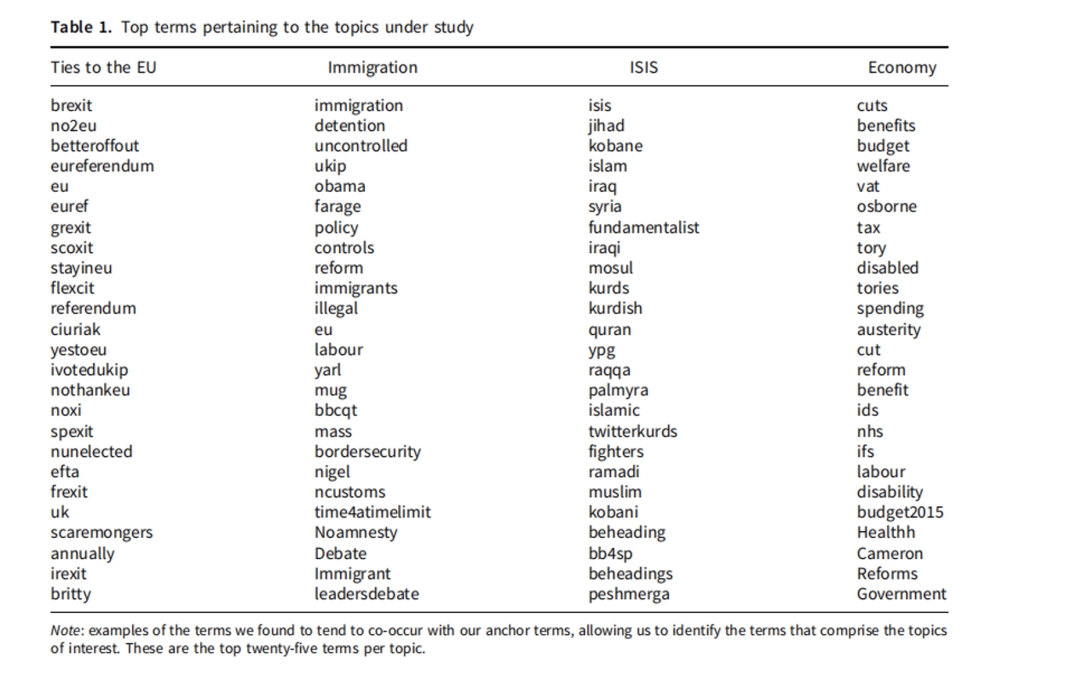 Table 1. Top terms pertaining to the topics under study
Ties to the EU Immigration ISIS Economy
brexit immigration isis cuts
no2eu detention jihad benefits
betteroffout uncontrolled kobane budget
eureferendum ukip islam welfare
eu obama iraq vat
euref farage syria osborne
grexit policy fundamentalist tax
scoxit controls iraqi tory
stayineu reform mosul disabled
flexcit immigrants kurds tories
referendum illegal kurdish spending
ciuriak eu quran austerity
yestoeu labour ypg cut
ivotedukip yarl raqqa reform
nothankeu mug palmyra benefit
noxi bbcqt islamic ids
spexit mass twitterkurds nhs
nunelected bordersecurity fighters ifs
efta nigel ramadi labour
frexit ncustoms muslim disability
uk time4atimelimit kobani budget2015
scaremongers Noamnesty beheading Healthh
annually Debate bb4sp Cameron
irexit Immigrant beheadings Reforms
britty leadersdebate peshmerga Government
Note: examples of the terms we found to tend to co-occur with our anchor terms, allowing us to identify the terms that comprise the topics
of interest. These are the top twenty-five terms per topic.